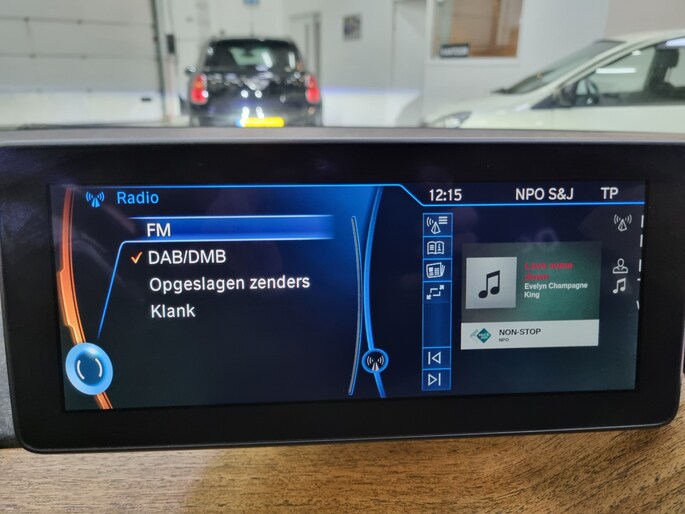 Radio
12:15
NPO S&J
TP
FM
DAB/DMB
Opgeslagen zenders
Klank
Evelyn Champagne
King
NON-STOP
NPO